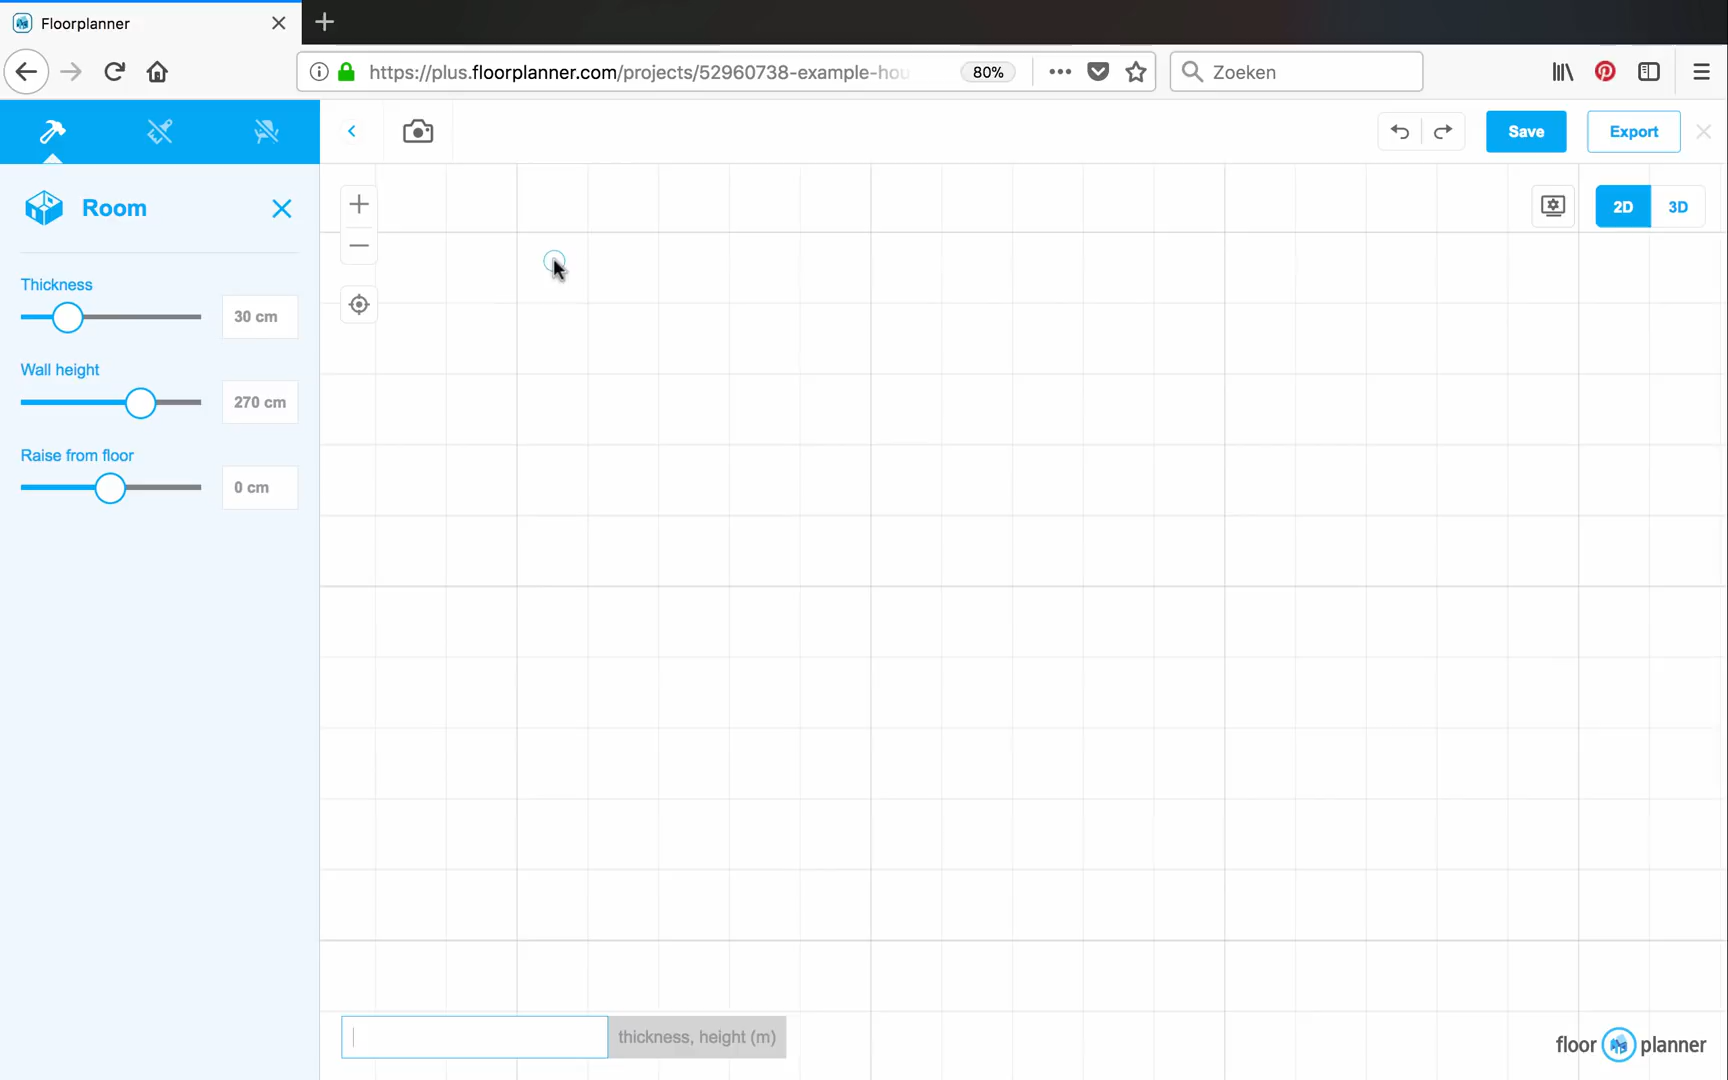 Floorplanner
https://plus.floorplanner.com/projects/52960738-example-hou
80%
Zoeken
Save
Export
Room
2D
3D
Thickness
30 cm
Wall height
270 cm
Raise from floor
0 cm
thickness, height (m)
floor planner